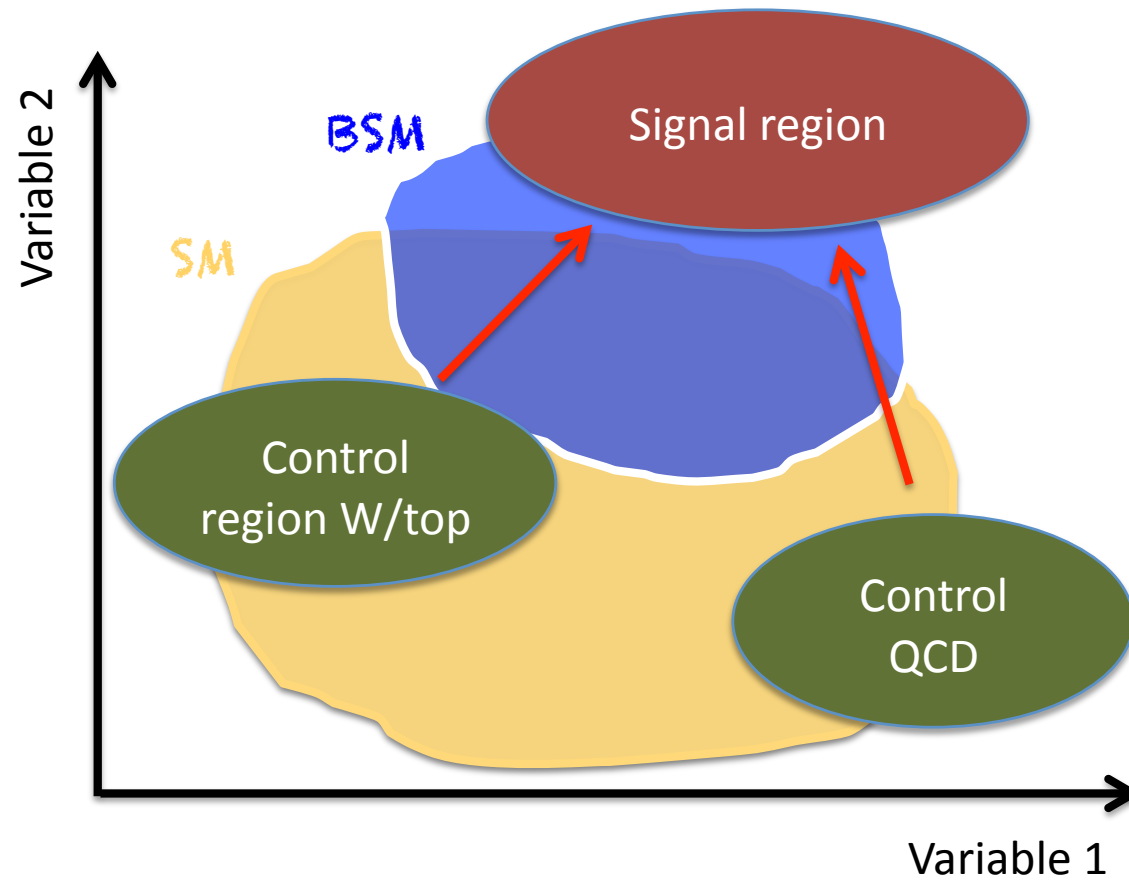 Variable 2
BSM
Signal region
SM
Control
region W/top
Control
QCD
Variable 1